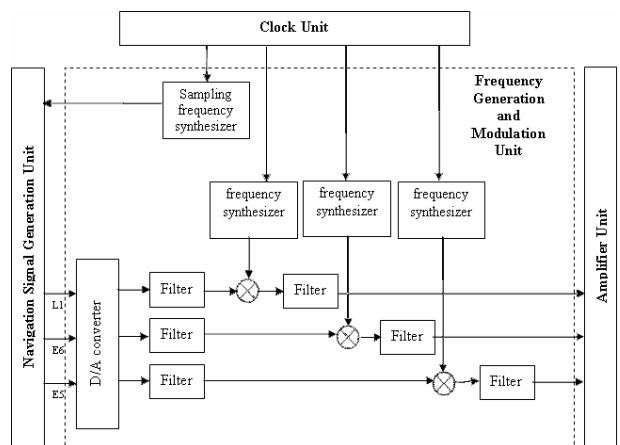 Clock Unit
Sampling
frequency
synthesizer
Frequency
Generation
and
Modulation
Unit
Navigation Signal Generation Unit
Amplifier Unit
frequency
synthesizer
frequency
synthesizer
frequency
synthesizer
D/A converter
L1
Filter
Filter
E6
Filter
Filter
E5
Filter
Filter